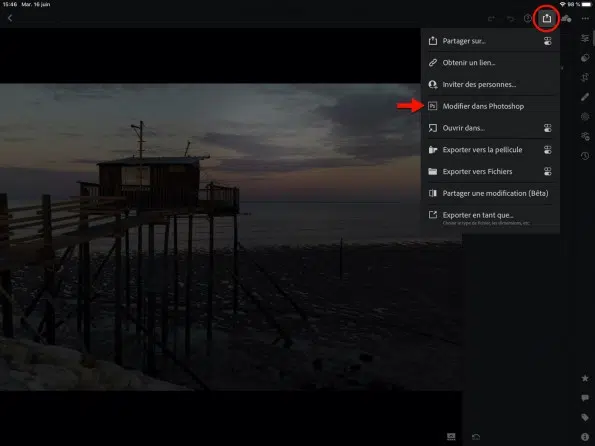 15:46 Mar. 16 juin
98 %
Partager sur...
Obtenir un lien...
Inviter des personnes...
Ps Modifier dans Photoshop
Ouvrir dans...
Exporter vers la pellicule
Exporter vers Fichiers
Partager une modification (Bêta)
Exporter en tant que...
Choisir le type de fichier, les dimensions, etc.